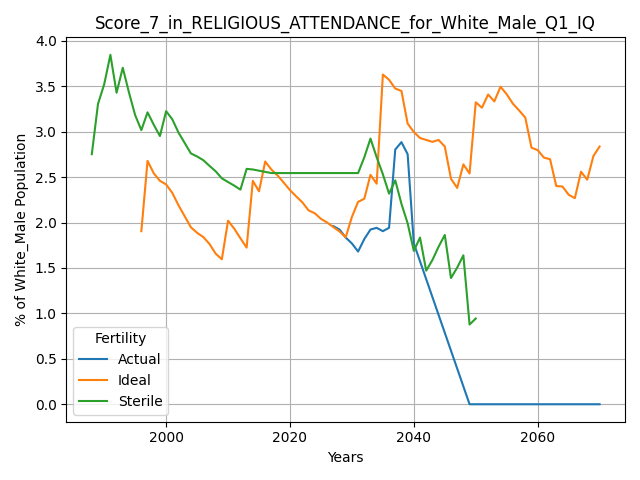 Score_7_in_RELIGIOUS_ATTENDANCE_for_White_Male_Q1_IQ
% of White_Male Population
4.0
3.5
3.0
2.5
2.0
1.5
1.0
0.5
0.0
Fertility
Actual
Ideal
Sterile
2000 2020 2040 2060
Years